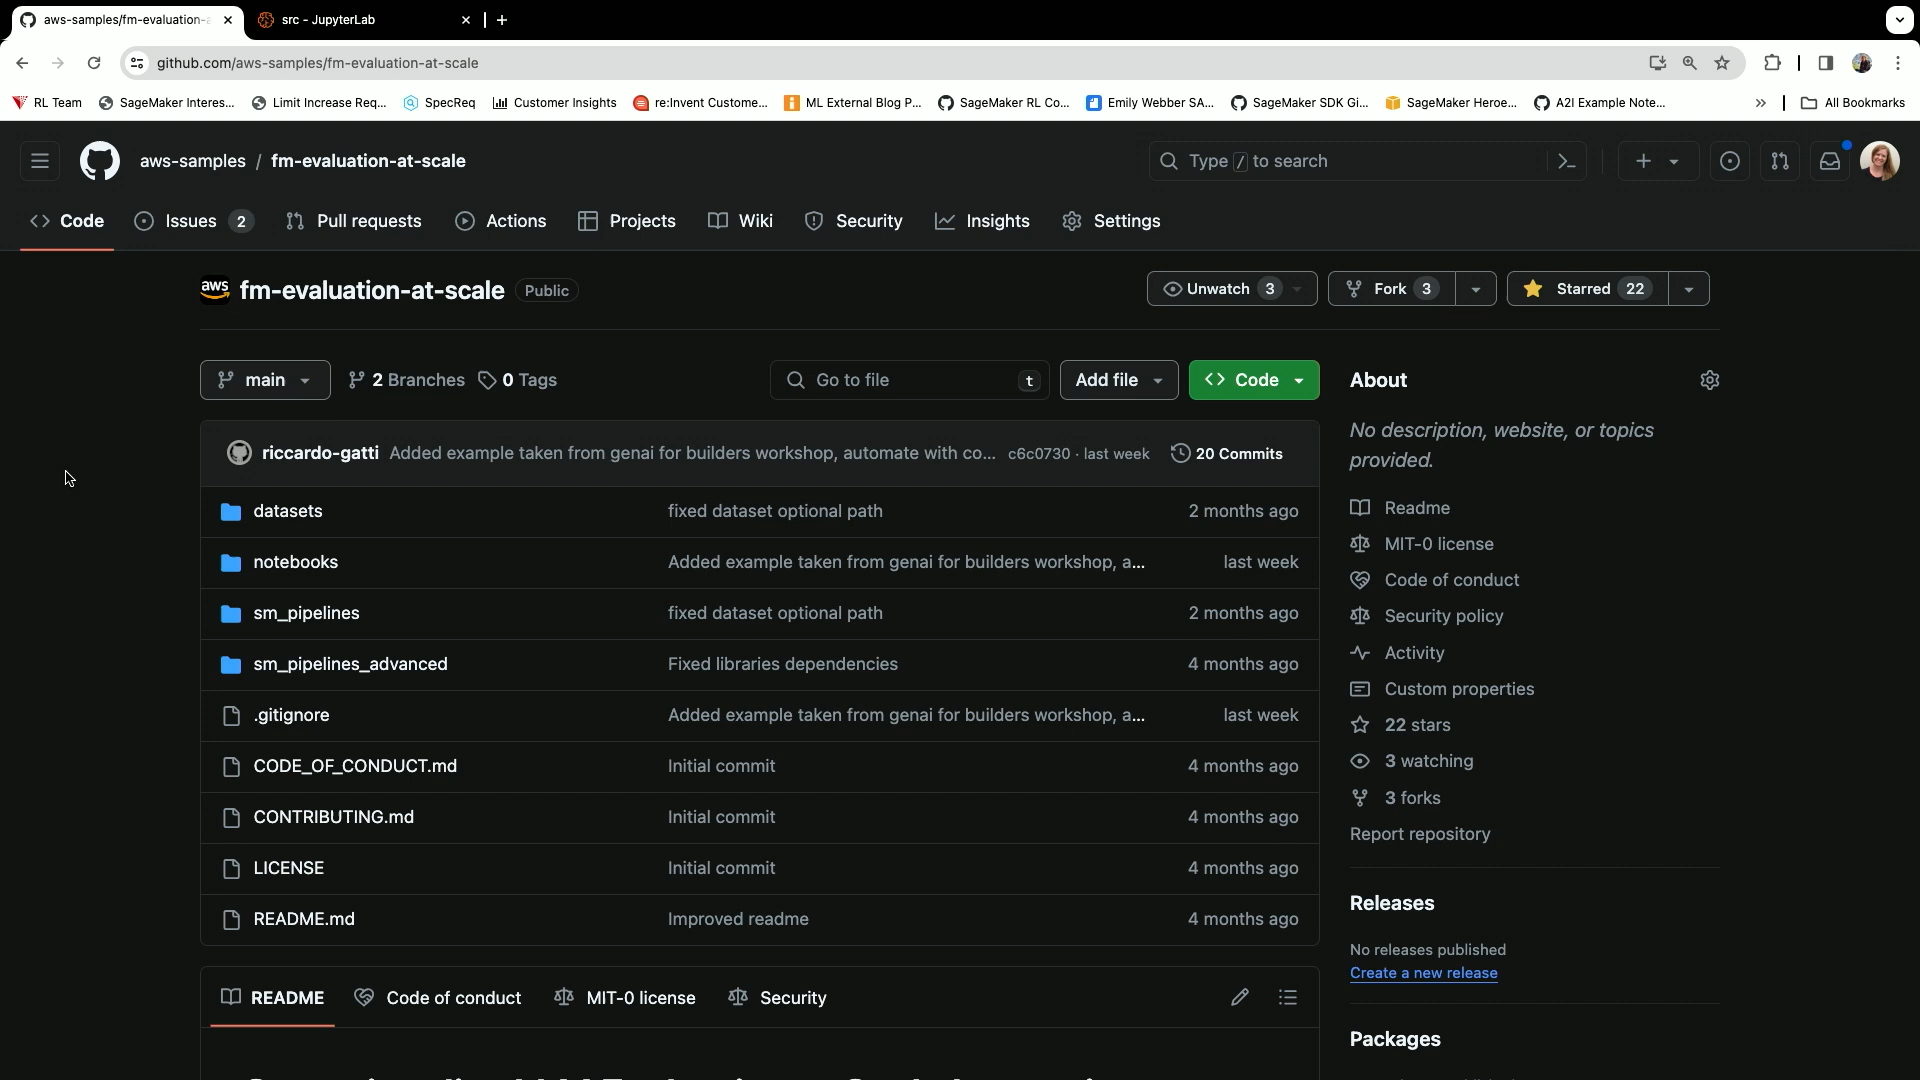 aws-samples/fm-evaluation-a
src - JupyterLab
github.com/aws-samples/fm-evaluation-at-scale
RL Team
SageMaker Interes...
Limit Increase Req...
SpecReq
Customer Insights
re:Invent Custome...
ML External Blog P...
SageMaker RL Co...
Emily Webber SA...
SageMaker SDK Gi...
SageMaker Heroe...
A2I Example Note...
»
All Bookmarks
aws-samples / fm-evaluation-at-scale
Type / to search
Code
Issues 2
Pull requests
Actions
Projects
Wiki
Security
Insights
Settings
aws
fm-evaluation-at-scale
Public
Unwatch 3
Fork 3
Starred 22
main
2 Branches
0 Tags
Go to file
t
Add file
Code
riccardo-gatti Added example taken from genai for builders workshop, automate with co... c6c0730 · last week
20 Commits
datasets fixed dataset optional path 2 months ago
notebooks Added example taken from genai for builders workshop, a... last week
sm_pipelines fixed dataset optional path 2 months ago
sm_pipelines_advanced Fixed libraries dependencies 4 months ago
.gitignore Added example taken from genai for builders workshop, a... last week
CODE_OF_CONDUCT.md Initial commit 4 months ago
CONTRIBUTING.md Initial commit 4 months ago
LICENSE Initial commit 4 months ago
README.md Improved readme 4 months ago
README
Code of conduct
MIT-0 license
Security
About
No description, website, or topics
provided.
Readme
MIT-0 license
Code of conduct
Security policy
Activity
Custom properties
22 stars
3 watching
3 forks
Report repository
Releases
No releases published
Create a new release
Packages